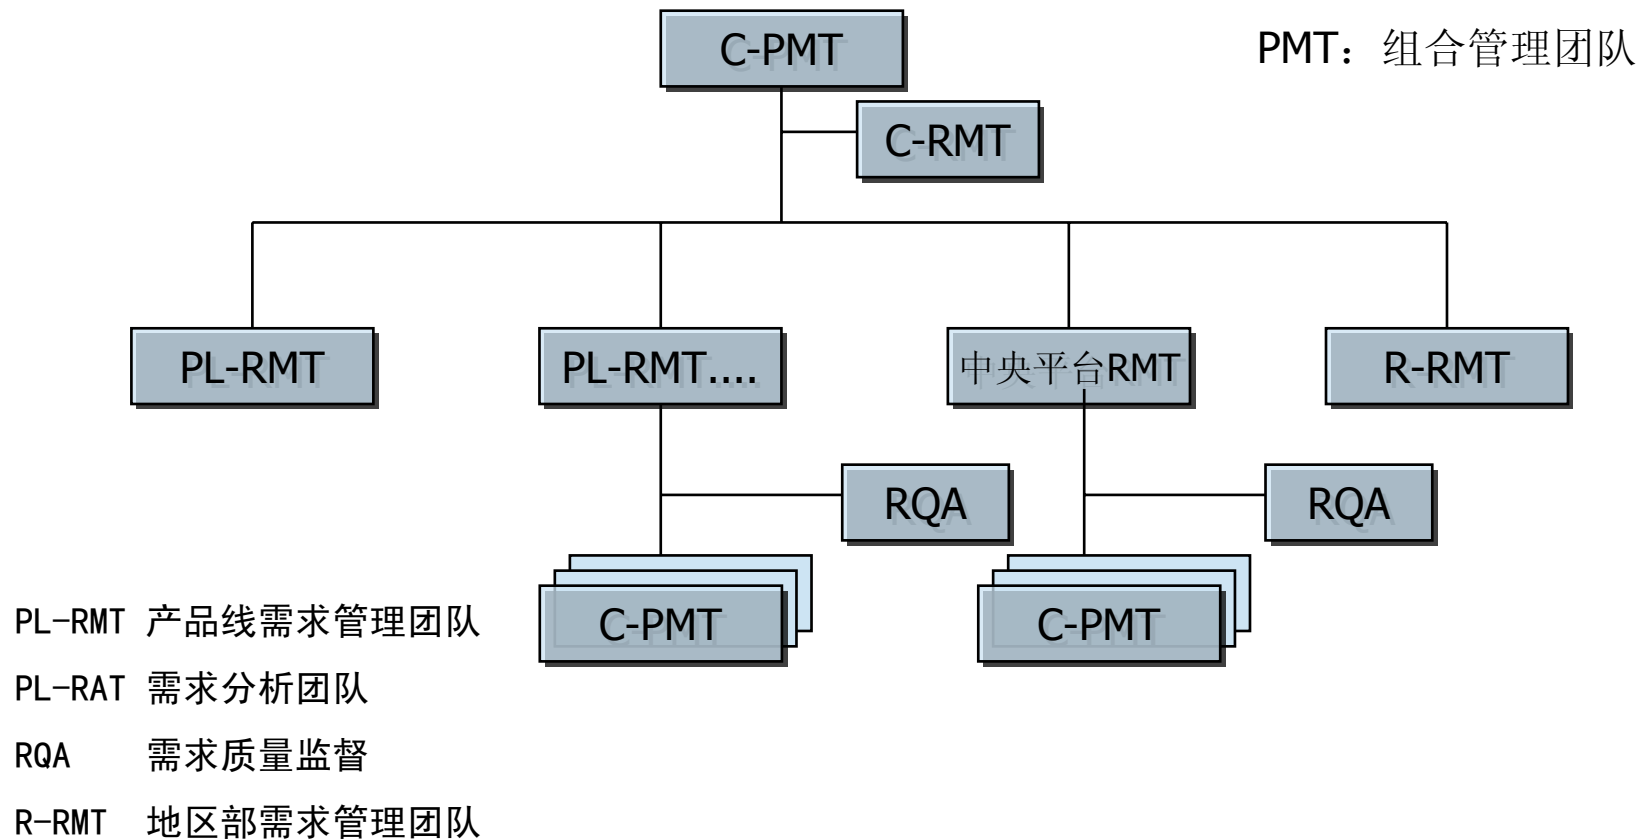 C-PMT
PMT：组合管理团队
C-RMT
PL-RMT
PL-RMT....
中央平台RMT
R-RMT
RQA
RQA
C-PMT
C-PMT
PL-RMT 产品线需求管理团队
PL-RAT 需求分析团队
RQA 需求质量监督
R-RMT 地区部需求管理团队